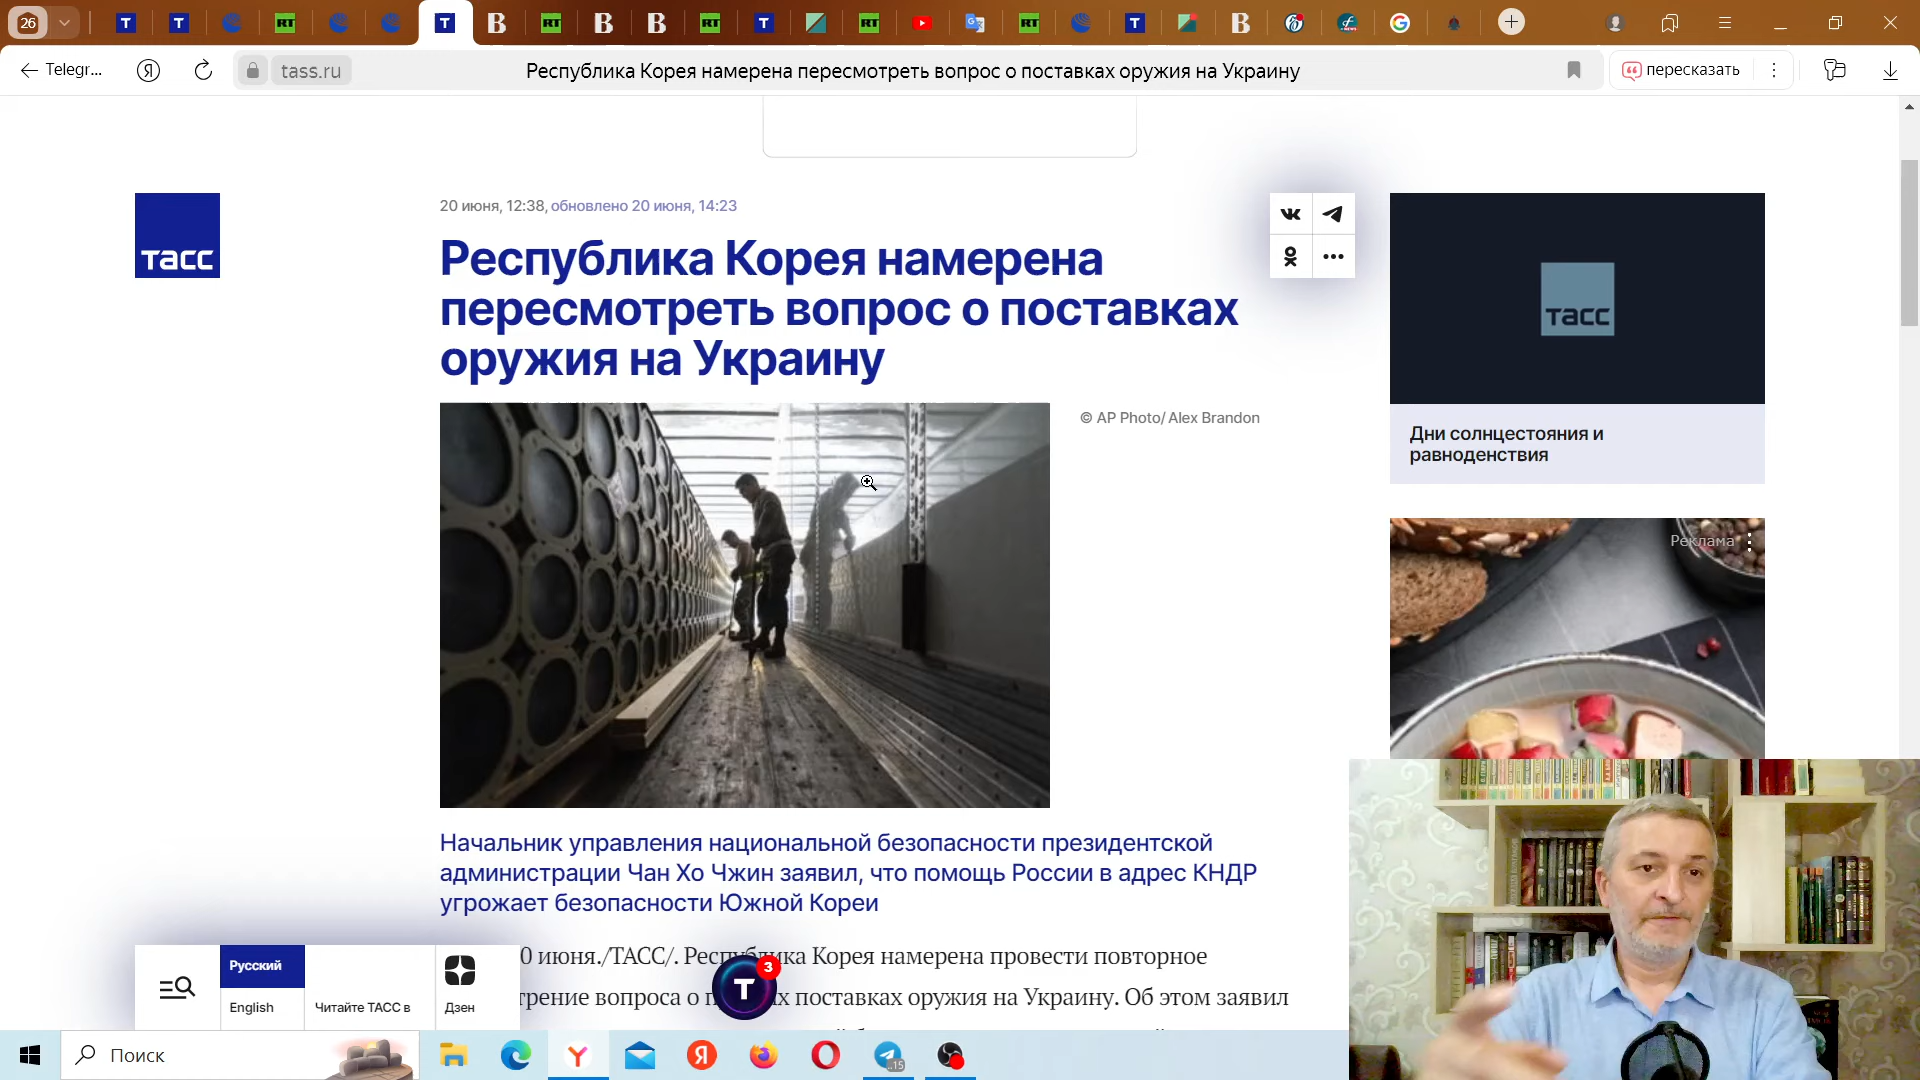 26
Telegr...
tass.ru
Республика Корея намерена пересмотреть вопрос о поставках оружия на Украину
пересказать
20 июня, 12:38, обновлено 20 июня, 14:23
ТАСС
Республика Корея намерена
пересмотреть вопрос о поставках
оружия на Украину
© AP Photo/ Alex Brandon
ТАСС
Дни солнцестояния и
равноденствия
Реклама
Начальник управления национальной безопасности президентской
администрации Чан Хо Чжин заявил, что помощь России в адрес КНДР
угрожает безопасности Южной Кореи
0 июня./ТАСС/. Республика Корея намерена провести повторное
трение вопроса о п х поставках оружия на Украину. Об этом заявил
Русский
English
Читайте ТАСС в
Дзен
T
3
Поиск
15